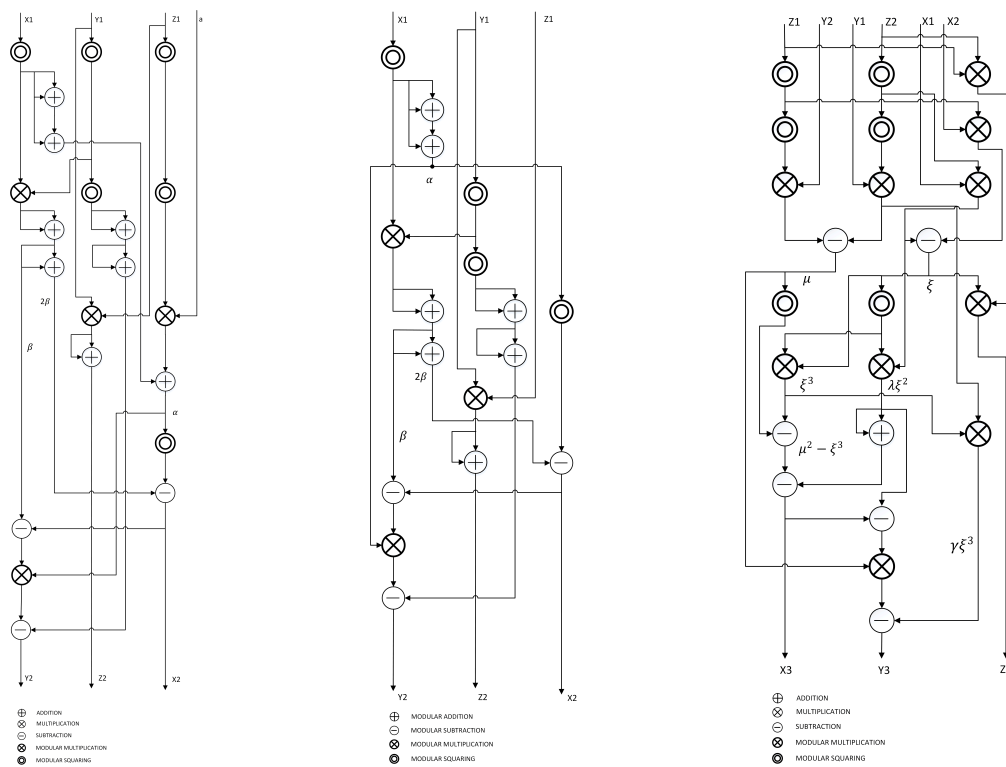 X1 Y1 Z1 a
2β
β
α
Y2 Z2 X2
ADDITION
MULTIPLICATION
SUBTRACTION
MODULAR MULTIPLICATION
MODULAR SQUARING
X1 Y1 Z1
α
2β
β
Y2 Z2 X2
MODULAR ADDITION
MODULAR SUBTRACTION
MODULAR MULTIPLICATION
MODULAR SQUARING
Z1 Y2 Y1 Z2 X1 X2
μ ξ
ξ³ λξ²
μ² − ξ³
γξ³
X3 Y3 Z
ADDITION
MULTIPLICATION
SUBTRACTION
MODULAR MULTIPLICATION
MODULAR SQUARING